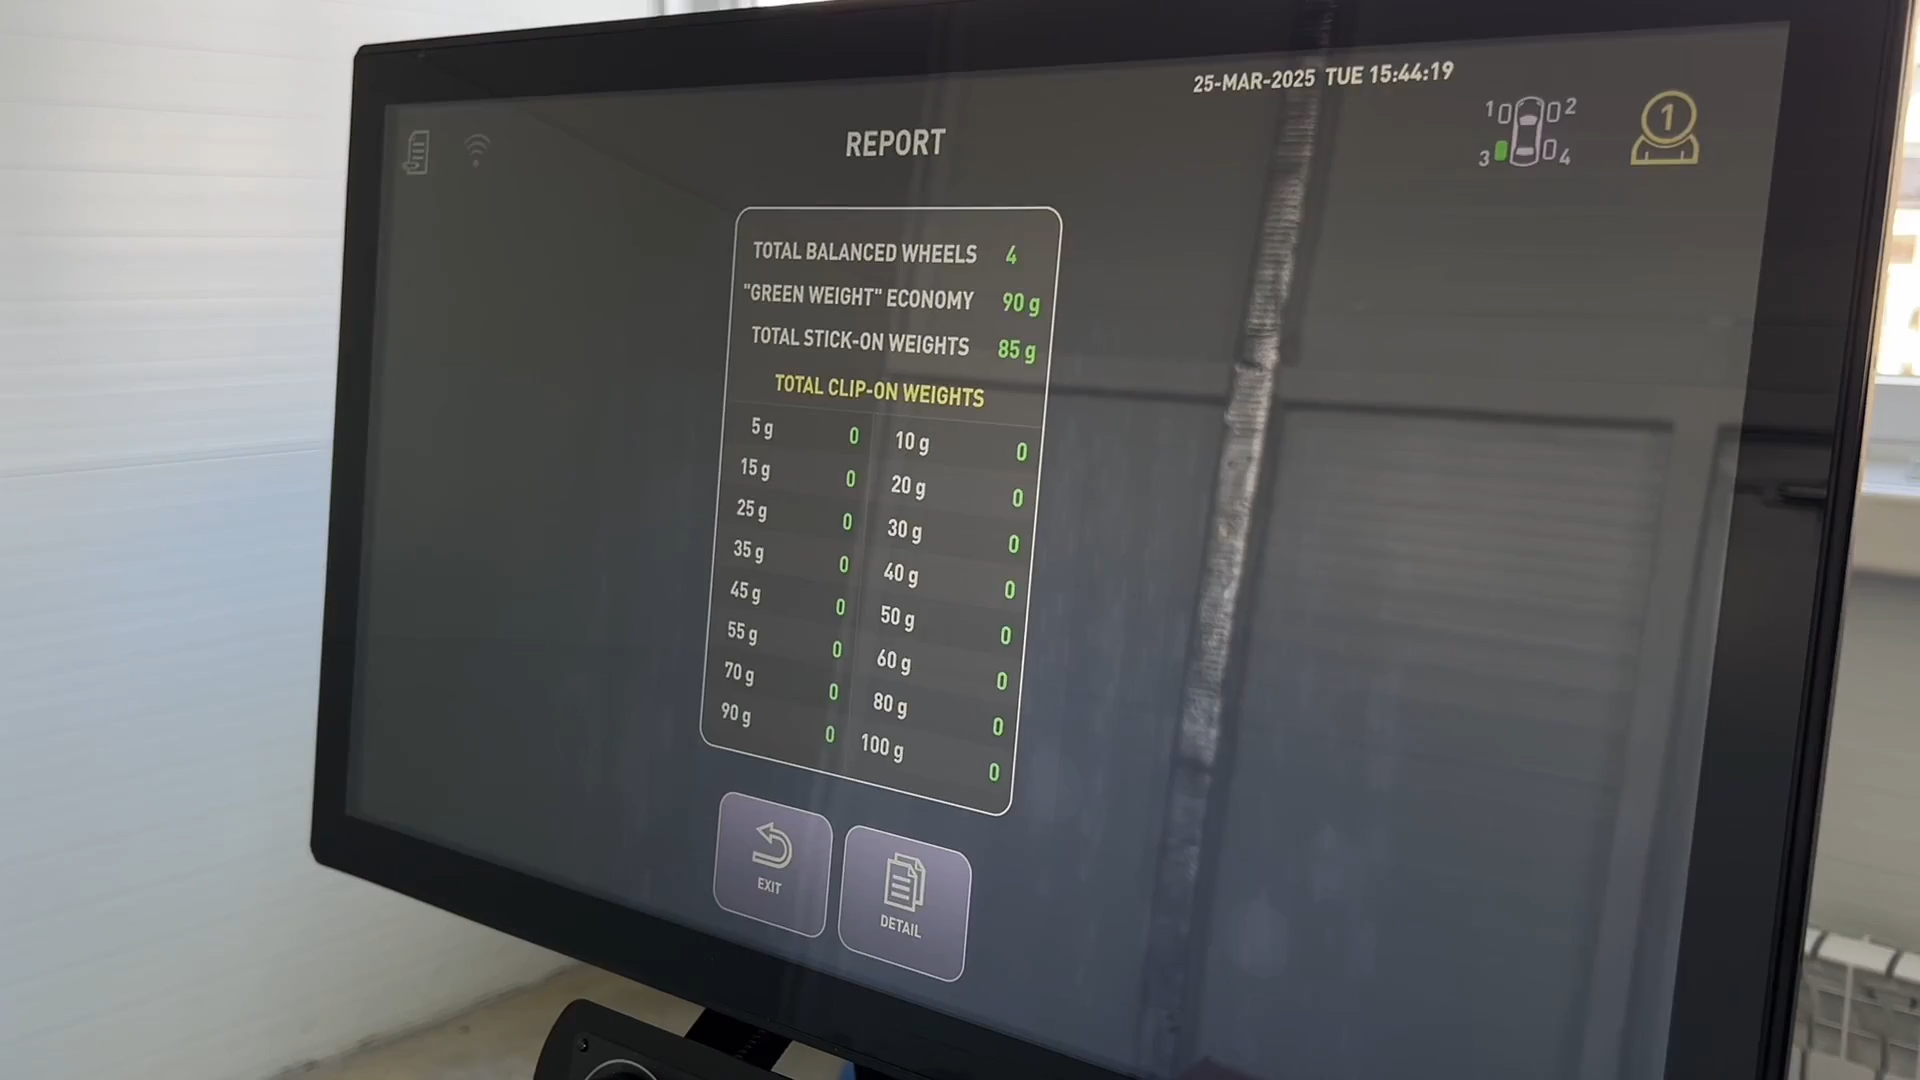 25-MAR-2025 TUE 15:44:19
1 2
3 4
1
REPORT
TOTAL BALANCED WHEELS 4
"GREEN WEIGHT" ECONOMY 90 g
TOTAL STICK-ON WEIGHTS 85 g
TOTAL CLIP-ON WEIGHTS
5 g 0 10 g 0
15 g 0 20 g 0
25 g 0 30 g 0
35 g 0 40 g 0
45 g 0 50 g 0
55 g 0 60 g 0
70 g 0 80 g 0
90 g 0 100 g 0
EXIT
DETAIL